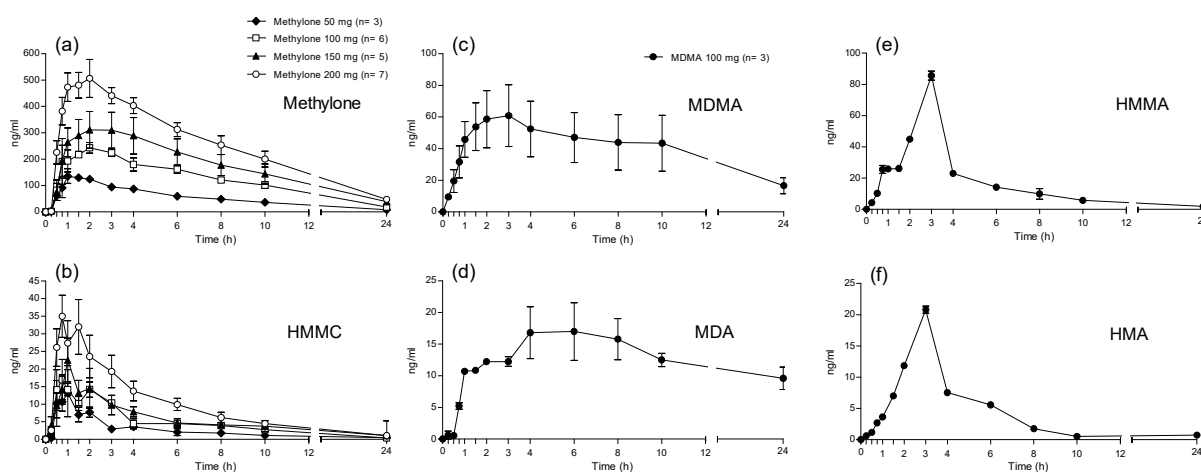 Methylone 50 mg (n= 3)
Methylone 100 mg (n= 6)
Methylone 150 mg (n= 5)
Methylone 200 mg (n= 7)
(a)
Methylone
600
500
400
300
200
100
0
ng/ml
0 1 2 3 4 6 8 10 12 24
Time (h)
(c)
MDMA 100 mg (n= 3)
MDMA
100
80
60
40
20
0
ng/ml
0 1 2 3 4 6 8 10 12 24
Time (h)
(e)
HMMA
100
80
60
40
20
0
ng/ml
0 1 2 3 4 6 8 10 12 24
Time (h)
(b)
HMMC
45
40
35
30
25
20
15
10
5
0
ng/ml
0 1 2 3 4 6 8 10 12 24
Time (h)
(d)
MDA
25
20
15
10
5
0
ng/ml
0 1 2 3 4 6 8 10 12 24
Time (h)
(f)
HMA
25
20
15
10
5
0
ng/ml
0 1 2 3 4 6 8 10 12 24
Time (h)